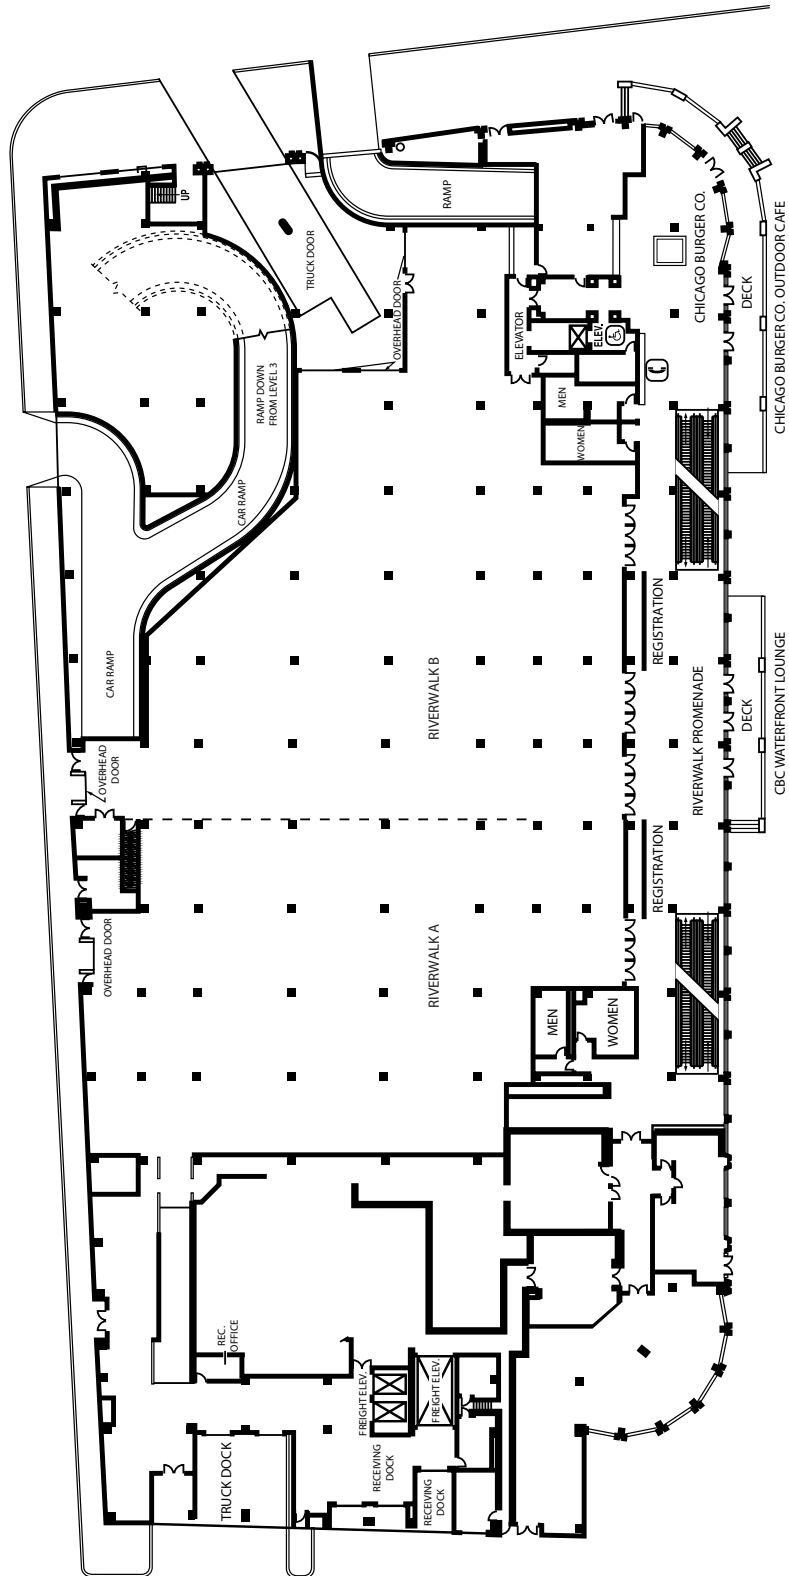 UP
RAMP
TRUCK DOOR
OVERHEAD DOOR
ELEVATOR
ELEV.
CHICAGO BURGER CO.
DECK
CHICAGO BURGER CO. OUTDOOR CAFE
MEN
WOMEN
RAMP DOWN
FROM LEVEL 3
CAR RAMP
CAR RAMP
OVERHEAD
DOOR
RIVERWALK B
REGISTRATION
RIVERWALK PROMENADE
DECK
CBC WATERFRONT LOUNGE
REGISTRATION
OVERHEAD DOOR
RIVERWALK A
MEN
WOMEN
REC.
OFFICE
FREIGHT ELEV.
FREIGHT ELEV.
TRUCK DOCK
RECEIVING
DOCK
RECEIVING
DOCK